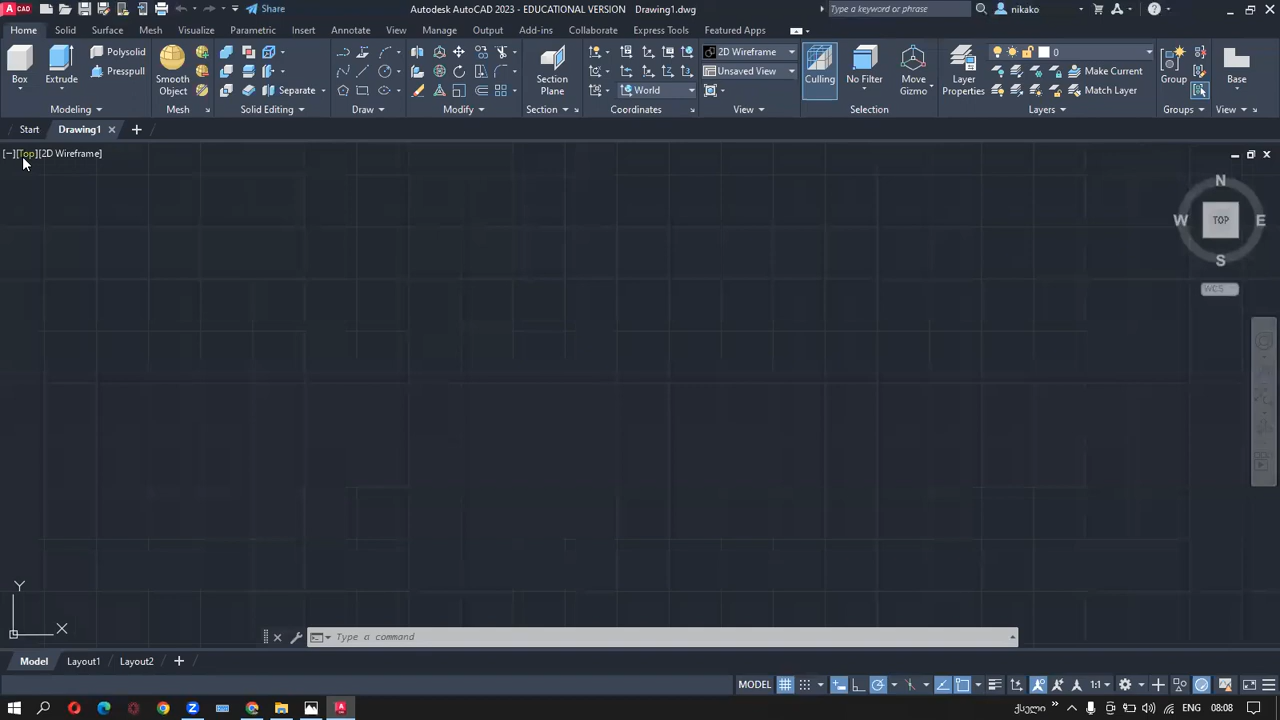 CAD Share Autodesk AutoCAD 2023 - EDUCATIONAL VERSION Drawing1.dwg Type a keyword or phrase nikako
Home Solid Surface Mesh Visualize Parametric Insert Annotate View Manage Output Add-ins Collaborate Express Tools Featured Apps
Box Extrude Polysolid Presspull
Smooth Object
Separate
Section Plane
World
2D Wireframe
Unsaved View
Culling No Filter Move Gizmo
Layer Properties 0 Make Current Match Layer
Group Base
Modeling Mesh Solid Editing Draw Modify Section Coordinates View Selection Layers Groups View
Start Drawing1
[−][Top][2D Wireframe]
N
W TOP E
S
WCS
Y
X
Type a command
Model Layout1 Layout2
MODEL 1:1
ქსელი ENG 08:08